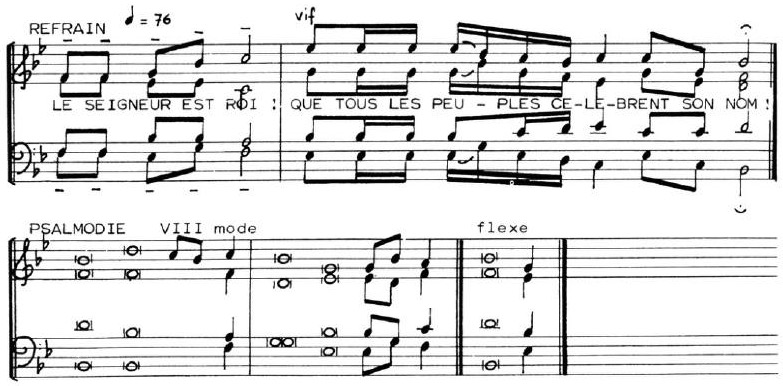 REFRAIN ♩ = 76 vif
LE SEIGNEUR EST ROI ! QUE TOUS LES PEU - PLES CE-LE-BRENT SON NOM !
PSALMODIE VIII mode flexe